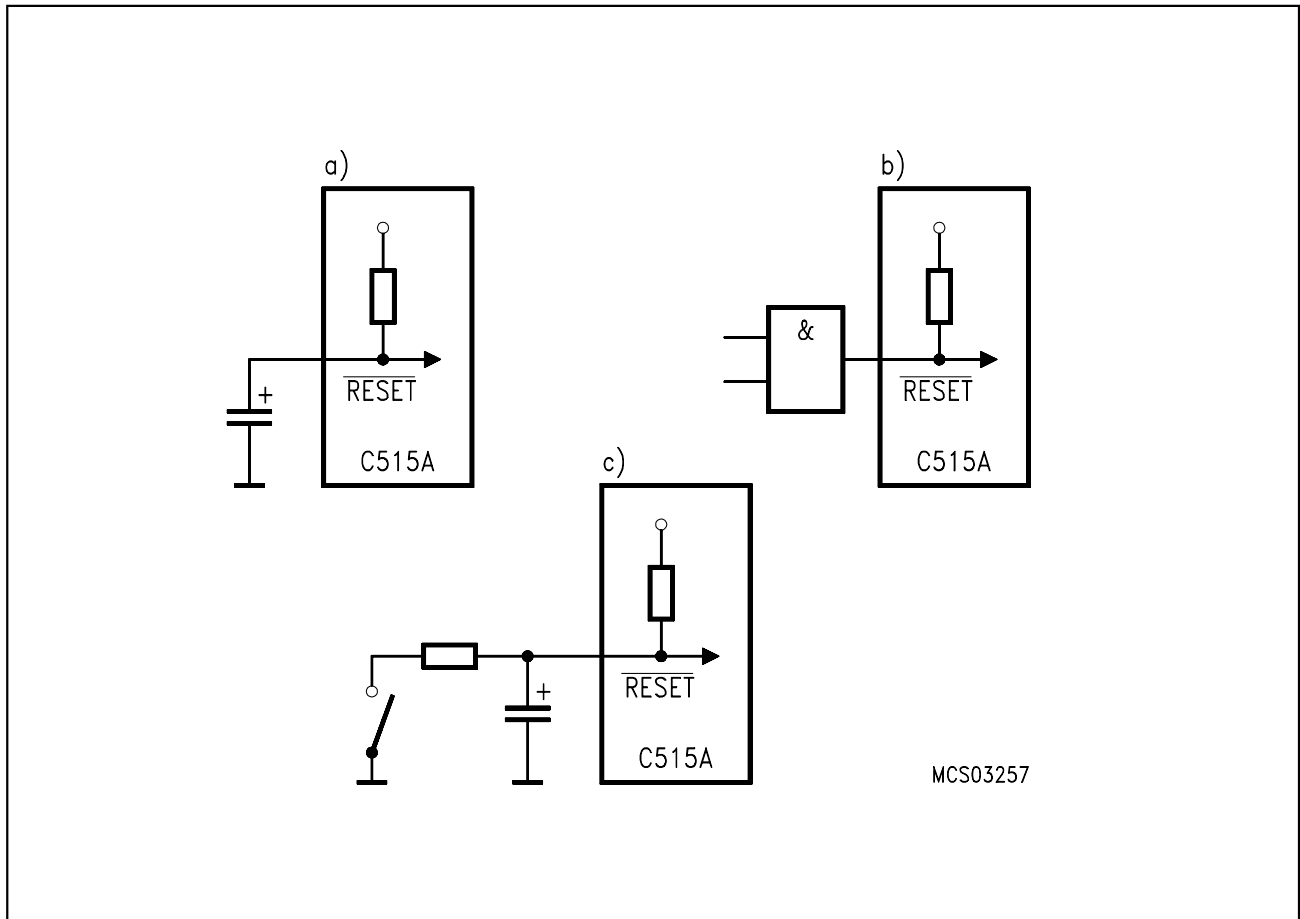 a)
+
RESET
C515A
b)
&
RESET
C515A
c)
+
RESET
C515A
MCS03257